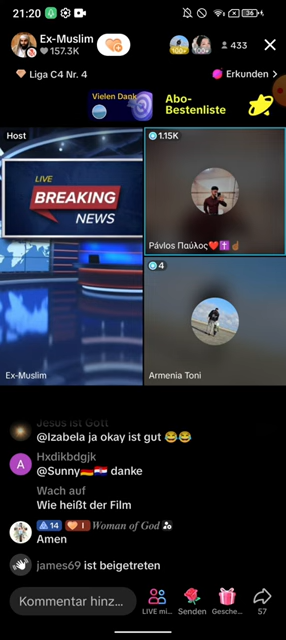 21:20
36
Ex-Muslim
157.3K
100+
100+
433
Liga C4 Nr. 4
Erkunden >
Vielen Dank
Abo-
Bestenliste
Host
1.15K
LIVE
BREAKING
NEWS
Pávlos Παύλος❤️✝️☝🏾
4
Ex-Muslim
Armenia Toni
Jesus ist Gott
@Izabela ja okay ist gut 😂😂
A
Hxdikbdgjk
@Sunny🇩🇪🇭🇷 danke
Wach auf
Wie heißt der Film
14
I
Woman of God
Amen
james69 ist beigetreten
Kommentar hinz...
LIVE mi...
Senden
Gesche...
57